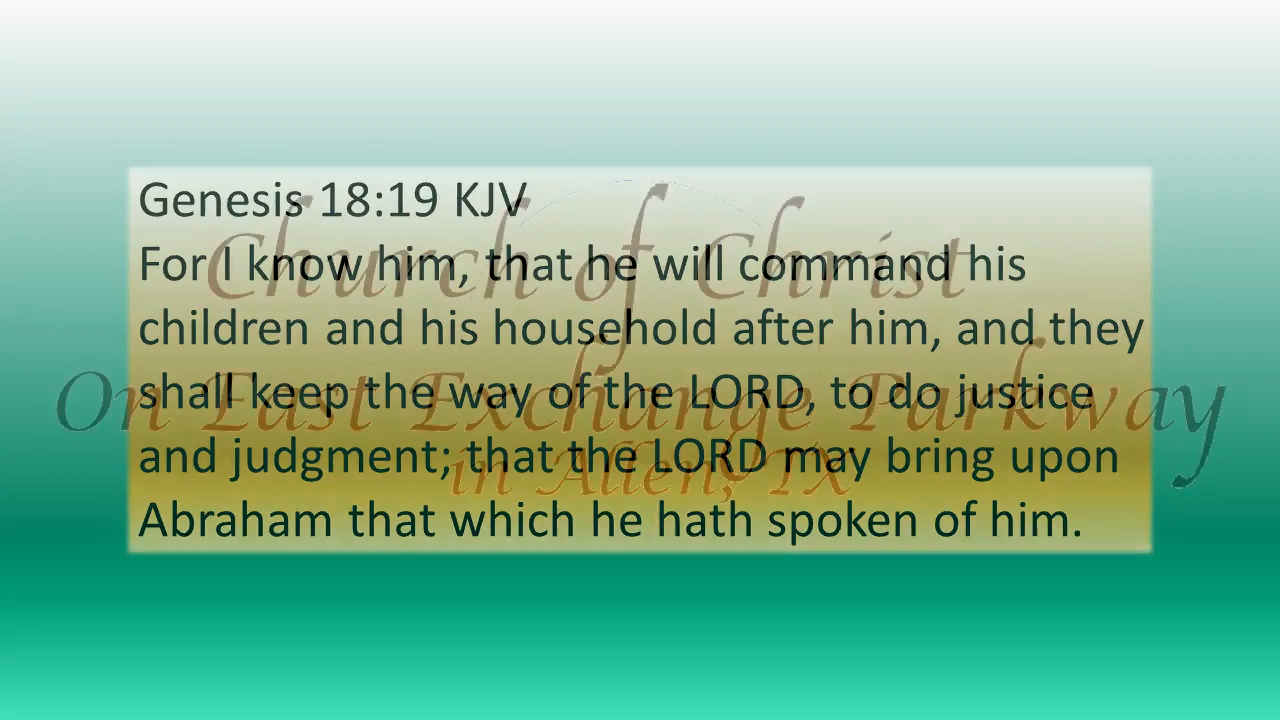 Genesis 18:19 KJV
For I know him, that he will command his
children and his household after him, and they
shall keep the way of the LORD, to do justice
and judgment; that the LORD may bring upon
Abraham that which he hath spoken of him.
Church of Christ
On East Exchange Parkway
in Allen, TX